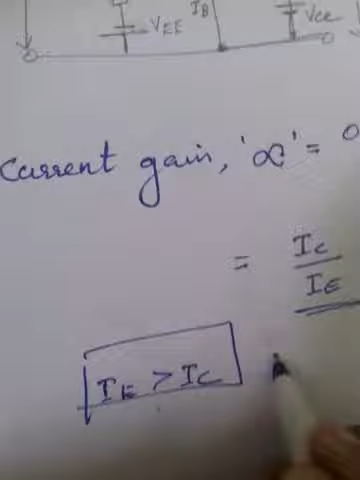 VEE IB Vcc
Current gain, 'α' = 
= IC
IE
IE > IC